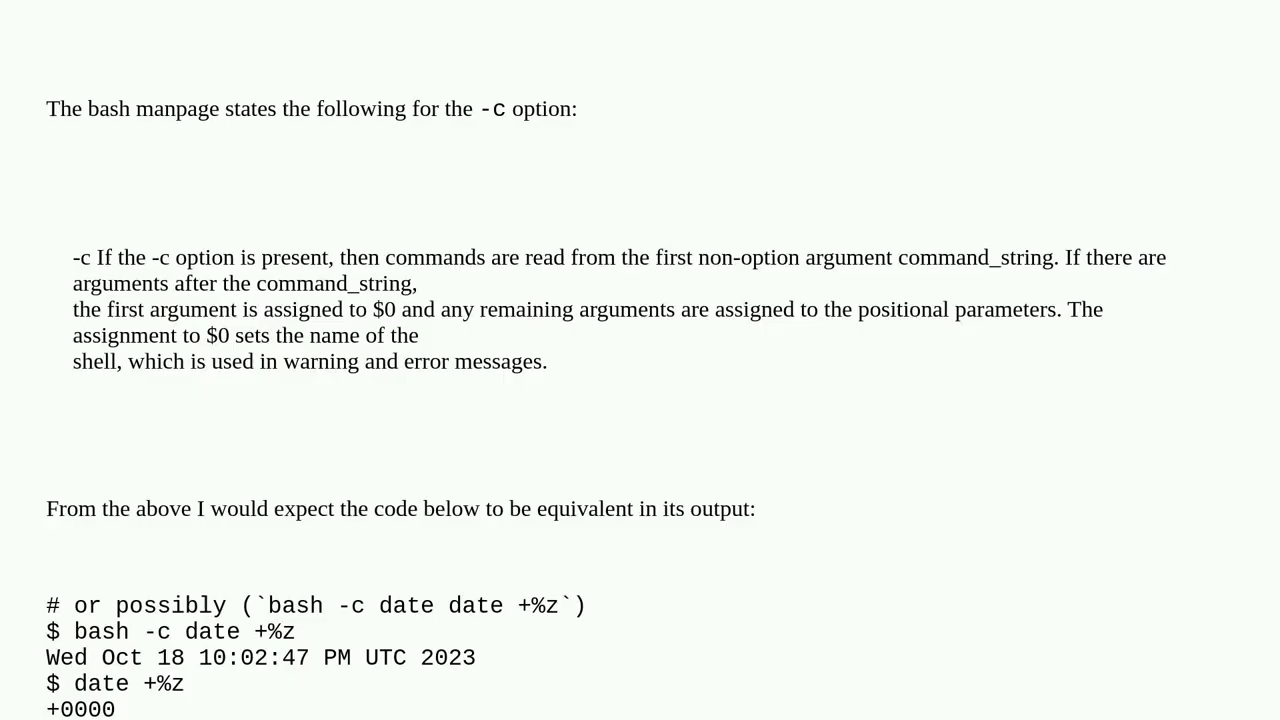 The bash manpage states the following for the -c option:
-c If the -c option is present, then commands are read from the first non-option argument command_string. If there are
arguments after the command_string,
the first argument is assigned to $0 and any remaining arguments are assigned to the positional parameters. The
assignment to $0 sets the name of the
shell, which is used in warning and error messages.
From the above I would expect the code below to be equivalent in its output:
# or possibly (`bash -c date date +%z`)
$ bash -c date +%z
Wed Oct 18 10:02:47 PM UTC 2023
$ date +%z
+0000